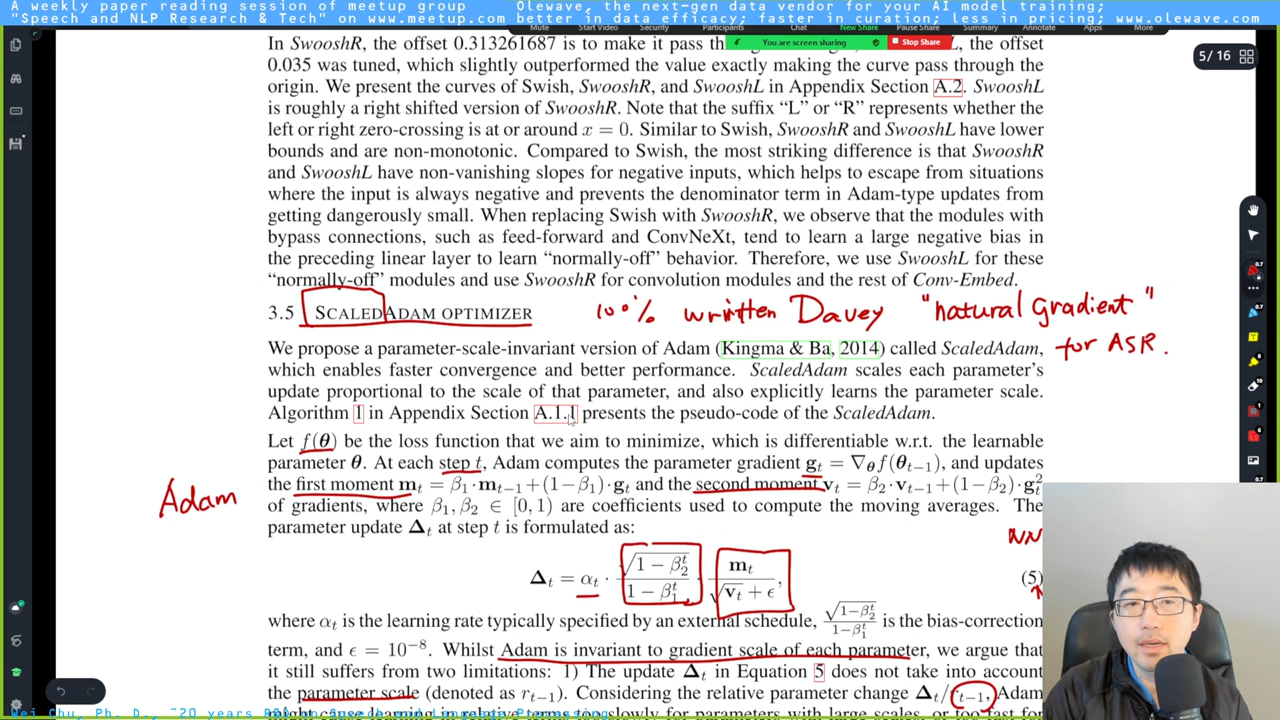 A weekly paper reading session of meetup group
"Speech and NLP Research & Tech" on www.meetup.com
Olewave, the next-gen data vendor for your AI model training;
better in data efficacy; faster in curation; less in pricing; www.olewave.com
Mute Start Video Security Participants Chat New Share Pause Share Summary Annotate Apps More
You are screen sharing Stop Share
5 / 16
In SwooshR, the offset 0.313261687 is to make it pass th L, the offset
0.035 was tuned, which slightly outperformed the value exactly making the curve pass through the
origin. We present the curves of Swish, SwooshR, and SwooshL in Appendix Section A.2. SwooshL
is roughly a right shifted version of SwooshR. Note that the suffix “L” or “R” represents whether the
left or right zero-crossing is at or around x = 0. Similar to Swish, SwooshR and SwooshL have lower
bounds and are non-monotonic. Compared to Swish, the most striking difference is that SwooshR
and SwooshL have non-vanishing slopes for negative inputs, which helps to escape from situations
where the input is always negative and prevents the denominator term in Adam-type updates from
getting dangerously small. When replacing Swish with SwooshR, we observe that the modules with
bypass connections, such as feed-forward and ConvNeXt, tend to learn a large negative bias in
the preceding linear layer to learn “normally-off” behavior. Therefore, we use SwooshL for these
“normally-off” modules and use SwooshR for convolution modules and the rest of Conv-Embed.
3.5 SCALEDADAM OPTIMIZER
100% written Davey "natural Gradient"
for ASR.
We propose a parameter-scale-invariant version of Adam (Kingma & Ba, 2014) called ScaledAdam,
which enables faster convergence and better performance. ScaledAdam scales each parameter’s
update proportional to the scale of that parameter, and also explicitly learns the parameter scale.
Algorithm 1 in Appendix Section A.1.1 presents the pseudo-code of the ScaledAdam.
Let f(θ) be the loss function that we aim to minimize, which is differentiable w.r.t. the learnable
parameter θ. At each step t, Adam computes the parameter gradient g_t = ∇_θ f(θ_{t−1}), and updates
the first moment m_t = β_1 · m_{t−1} + (1−β_1) · g_t and the second moment v_t = β_2 · v_{t−1} + (1−β_2) · g_t^2
of gradients, where β_1, β_2 ∈ [0, 1) are coefficients used to compute the moving averages. The
parameter update Δ_t at step t is formulated as:
Adam
NN
Δ_t = α_t · √(1 − β_2^t) / (1 − β_1^t) · m_t / (√v_t + ϵ), (5)
where α_t is the learning rate typically specified by an external schedule, √(1−β_2^t) / (1−β_1^t) is the bias-correction
term, and ϵ = 10^{−8}. Whilst Adam is invariant to gradient scale of each parameter, we argue that
it still suffers from two limitations: 1) The update Δ_t in Equation 5 does not take into account
the parameter scale (denoted as r_{t−1}). Considering the relative parameter change Δ_t/r_{t−1}, Adam